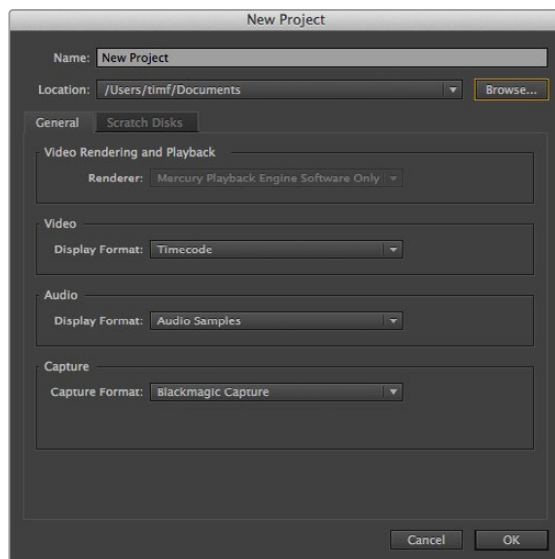 New Project
Name: New Project
Location: /Users/timf/Documents Browse...
General Scratch Disks
Video Rendering and Playback
Renderer: Mercury Playback Engine Software Only
Video
Display Format: Timecode
Audio
Display Format: Audio Samples
Capture
Capture Format: Blackmagic Capture
Cancel OK